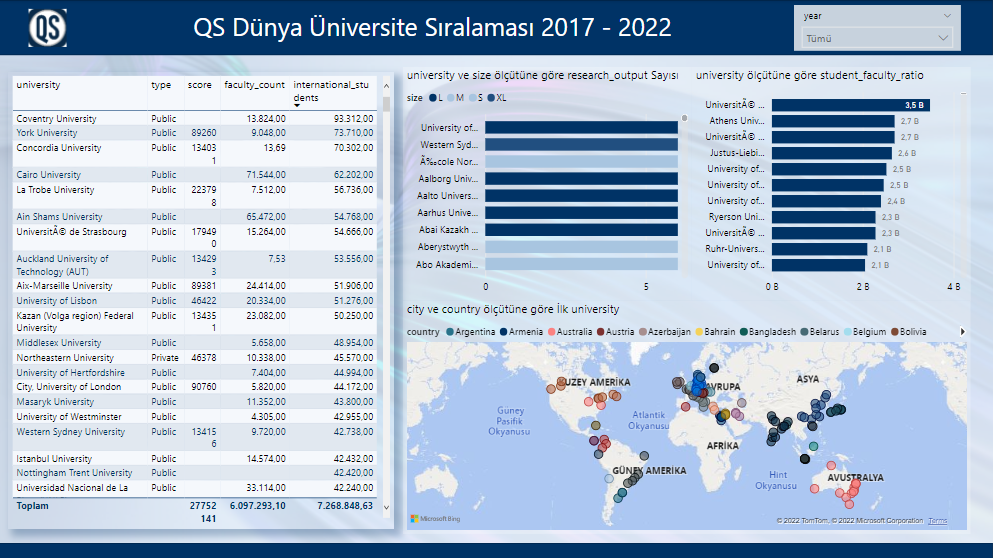 QS
QS Dünya Üniversite Sıralaması 2017 - 2022
year
Tümü
university type score faculty_count international_stu
dents
Coventry University Public 13.824,00 93.312,00
York University Public 89260 9.048,00 73.710,00
Concordia University Public 13403 13,69 70.302,00
1
Cairo University Public 71.544,00 62.202,00
La Trobe University Public 22379 7.512,00 56.736,00
8
Ain Shams University Public 65.472,00 54.768,00
UniversitÃ© de Strasbourg Public 17949 15.264,00 54.666,00
0
Auckland University of Public 13429 7,53 53.556,00
Technology (AUT) 3
Aix-Marseille University Public 89381 24.414,00 51.906,00
University of Lisbon Public 46422 20.334,00 51.276,00
Kazan (Volga region) Federal Public 13435 23.082,00 50.250,00
University 1
Middlesex University Public 5.658,00 48.954,00
Northeastern University Private 46378 10.338,00 45.570,00
University of Hertfordshire Public 7.404,00 44.994,00
City, University of London Public 90760 5.820,00 44.172,00
Masaryk University Public 11.352,00 43.800,00
University of Westminster Public 4.305,00 42.955,00
Western Sydney University Public 13415 9.720,00 42.738,00
6
Istanbul University Public 14.574,00 42.432,00
Nottingham Trent University Public 42.420,00
Universidad Nacional de La Public 33.114,00 42.240,00
Toplam 27752 6.097.293,10 7.268.848,63
141
university ve size ölçütüne göre research_output Sayısı
size L M S XL
University of...
Western Syd...
Ã‰cole Nor...
Aalborg Univ...
Aalto Univers...
Aarhus Unive...
Abai Kazakh ...
Aberystwyth ...
Abo Akademi...
0 5
university ölçütüne göre student_faculty_ratio
UniversitÃ© ... 3,5 B
Athens Univ... 2,7 B
UniversitÃ© ... 2,7 B
Justus-Liebi... 2,6 B
University of... 2,5 B
University of... 2,5 B
University of... 2,4 B
Ryerson Uni... 2,3 B
UniversitÃ© ... 2,3 B
Ruhr-Univers... 2,1 B
University of... 2,1 B
0 B 2 B 4 B
city ve country ölçütüne göre İlk university
country Argentina Armenia Australia Austria Azerbaijan Bahrain Bangladesh Belarus Belgium Bolivia
KUZEY AMERİKA
AVRUPA
ASYA
Güney
Pasifik
Okyanusu
Atlantik
Okyanusu
AFRİKA
GÜNEY AMERİKA
Hint
Okyanusu
AVUSTRALYA
Microsoft Bing
© 2022 TomTom, © 2022 Microsoft Corporation Terms